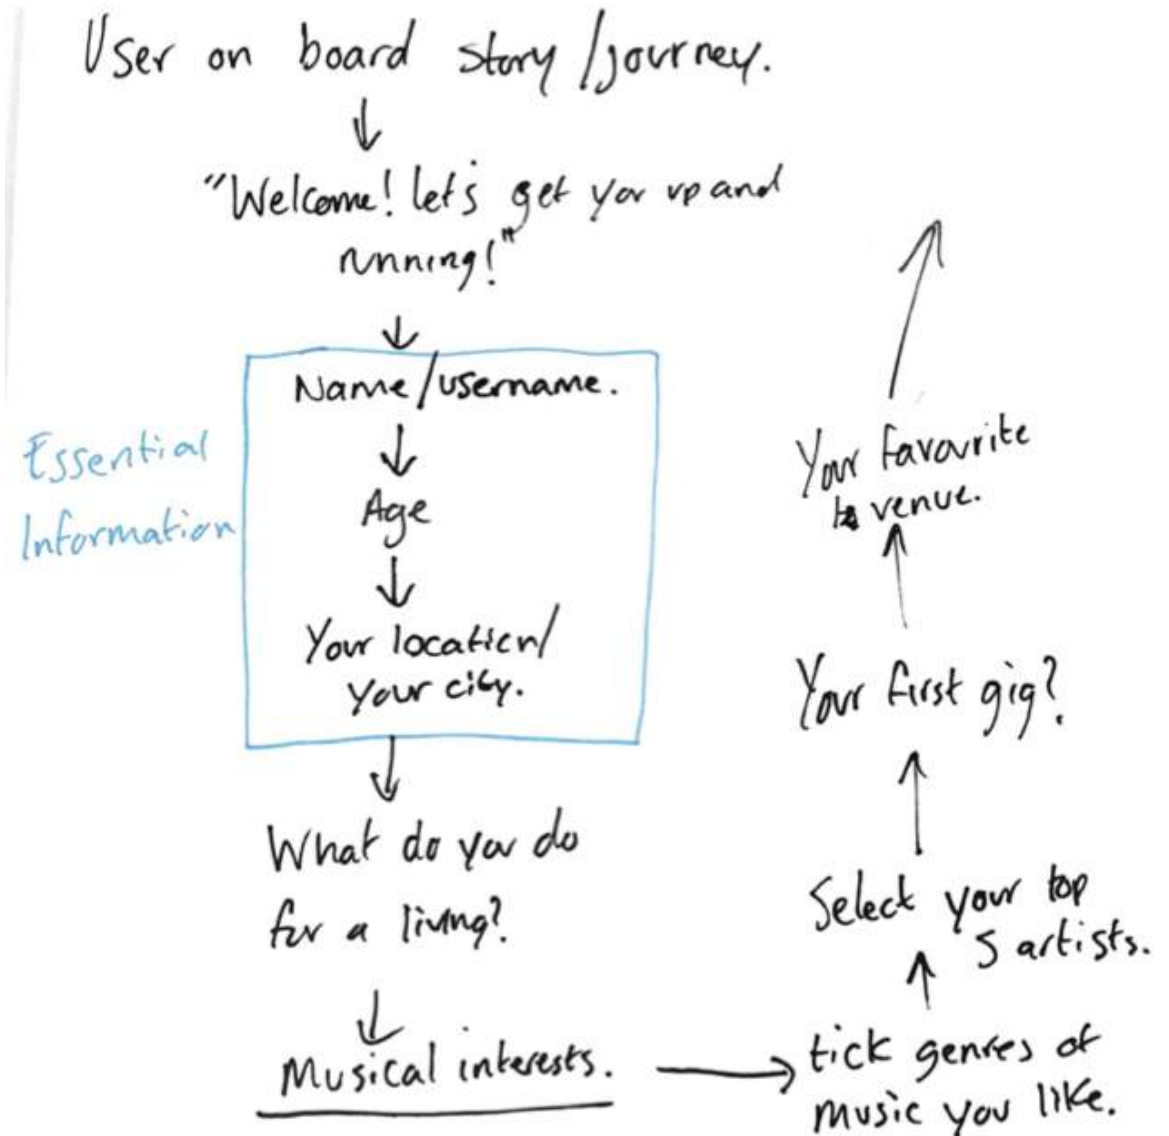 User on board story/journey.
"Welcome! let's get you up and
running!"
Essential
Information
Name/username.
Age
Your location/
your city.
What do you do
for a living?
Musical interests.
tick genres of
music you like.
Select your top
5 artists.
Your first gig?
Your favourite
venue.